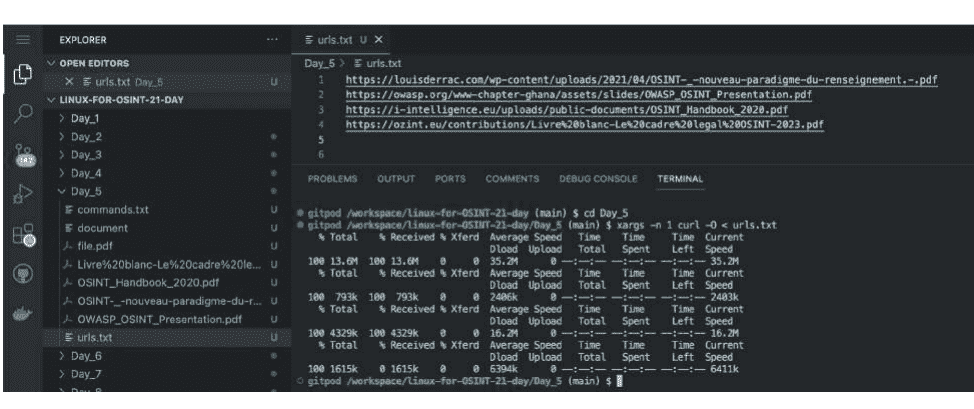 EXPLORER ···
OPEN EDITORS
urls.txt Day_5 U
LINUX-FOR-OSINT-21-DAY
Day_1
Day_2
Day_3
Day_4
Day_5
commands.txt U
document U
file.pdf U
Livre%20blanc-Le%20cadre%20le... U
OSINT_Handbook_2020.pdf U
OSINT-_-nouveau-paradigme-du-r... U
OWASP_OSINT_Presentation.pdf U
urls.txt U
Day_6
Day_7
urls.txt U
Day_5 > urls.txt
1 https://louisderrac.com/wp-content/uploads/2021/04/OSINT-_-nouveau-paradigme-du-renseignement.-.pdf
2 https://owasp.org/www-chapter-ghana/assets/slides/OWASP_OSINT_Presentation.pdf
3 https://i-intelligence.eu/uploads/public-documents/OSINT_Handbook_2020.pdf
4 https://ozint.eu/contributions/Livre%20blanc-Le%20cadre%20legal%20OSINT-2023.pdf
5
6
PROBLEMS OUTPUT PORTS COMMENTS DEBUG CONSOLE TERMINAL
gitpod /workspace/linux-for-OSINT-21-day (main) $ cd Day_5
gitpod /workspace/linux-for-OSINT-21-day/Day_5 (main) $ xargs -n 1 curl -O < urls.txt
% Total % Received % Xferd Average Speed Time Time Time Current
Dload Upload Total Spent Left Speed
100 13.6M 100 13.6M 0 0 35.2M 0 --:--:-- --:--:-- --:--:-- 35.2M
% Total % Received % Xferd Average Speed Time Time Time Current
Dload Upload Total Spent Left Speed
100 793k 100 793k 0 0 2406k 0 --:--:-- --:--:-- --:--:-- 2403k
% Total % Received % Xferd Average Speed Time Time Time Current
Dload Upload Total Spent Left Speed
100 4329k 100 4329k 0 0 16.2M 0 --:--:-- --:--:-- --:--:-- 16.2M
% Total % Received % Xferd Average Speed Time Time Time Current
Dload Upload Total Spent Left Speed
100 1615k 0 1615k 0 0 6394k 0 --:--:-- --:--:-- --:--:-- 6411k
gitpod /workspace/linux-for-OSINT-21-day/Day_5 (main) $